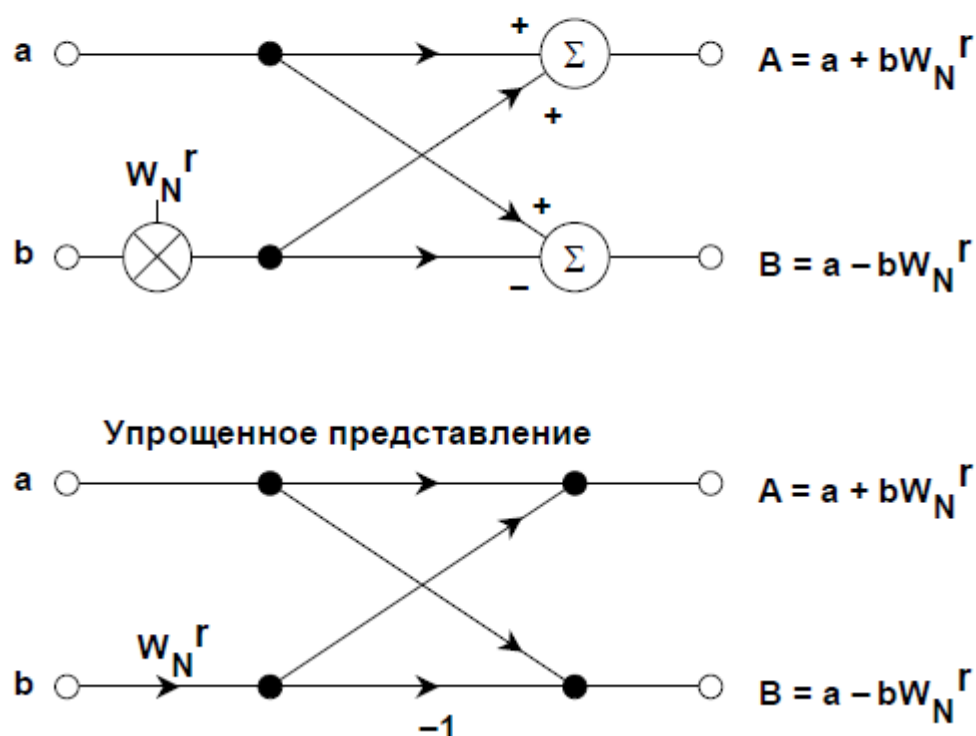 a
+
Σ
A = a + bW_N^r
+
W_N^r
+
b
Σ
–
B = a – bW_N^r
Упрощенное представление
a
A = a + bW_N^r
W_N^r
b
–1
B = a – bW_N^r